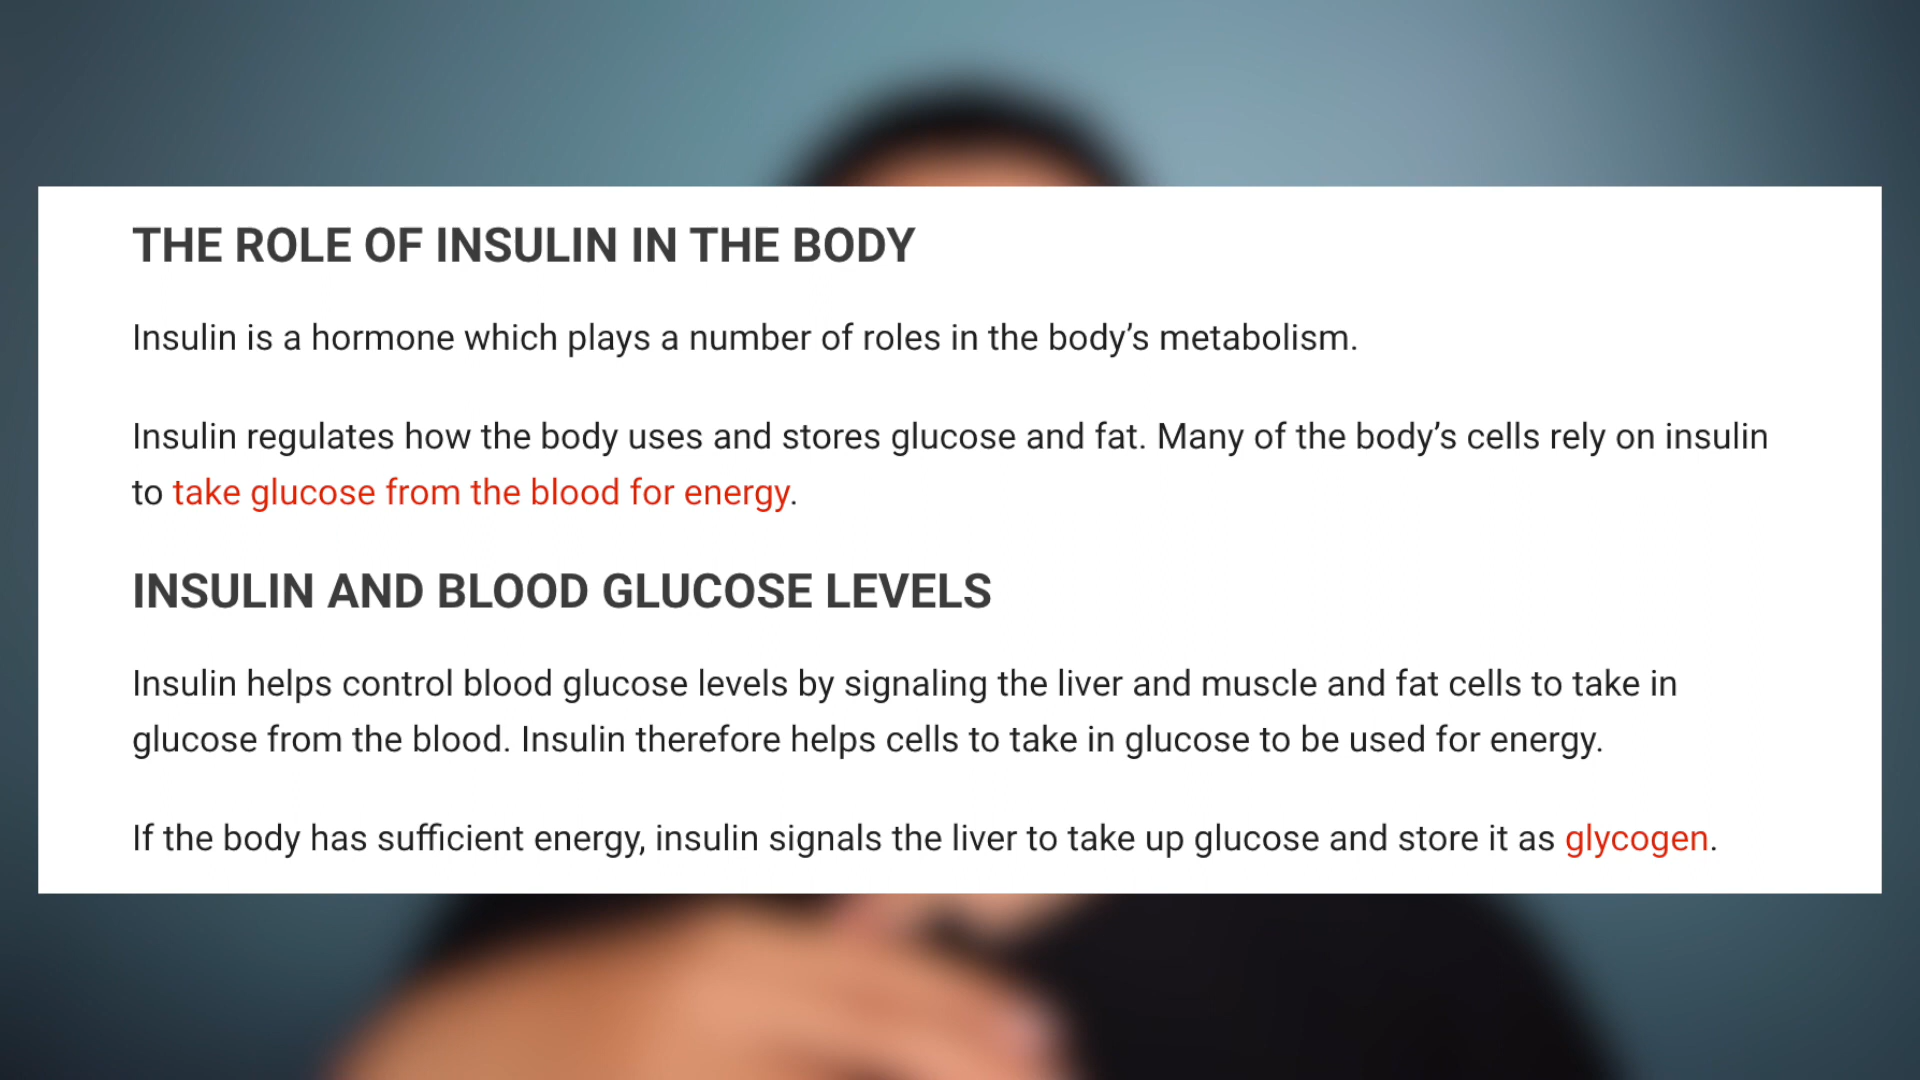 THE ROLE OF INSULIN IN THE BODY
Insulin is a hormone which plays a number of roles in the body’s metabolism.
Insulin regulates how the body uses and stores glucose and fat. Many of the body’s cells rely on insulin
to take glucose from the blood for energy.
INSULIN AND BLOOD GLUCOSE LEVELS
Insulin helps control blood glucose levels by signaling the liver and muscle and fat cells to take in
glucose from the blood. Insulin therefore helps cells to take in glucose to be used for energy.
If the body has sufficient energy, insulin signals the liver to take up glucose and store it as glycogen.